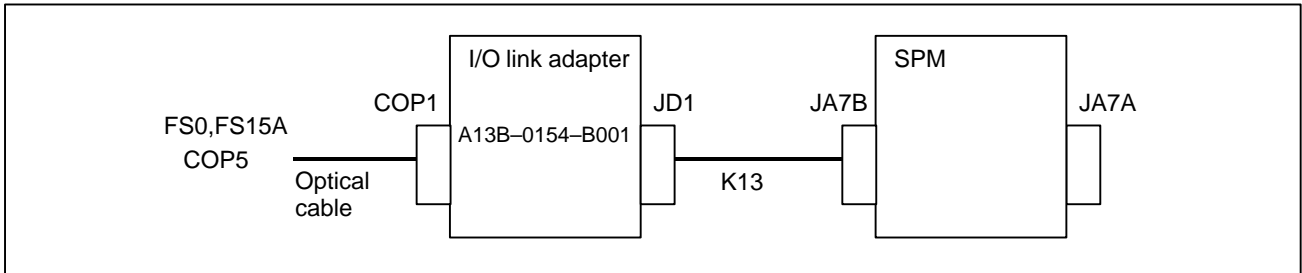 I/O link adapter
SPM
COP1
JD1
JA7B
JA7A
FS0,FS15A
A13B–0154–B001
COP5
Optical
cable
K13